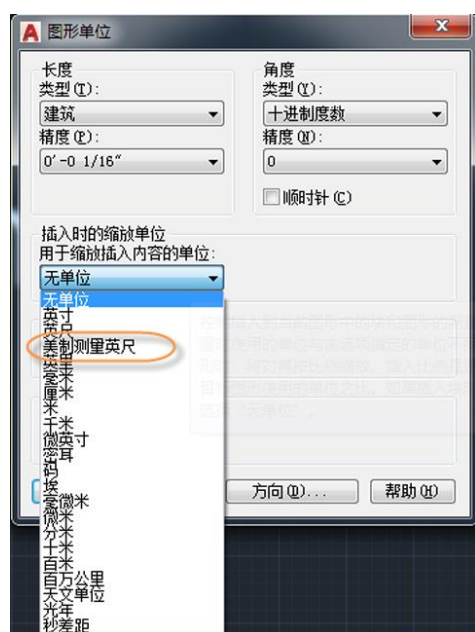 图形单位
长度
类型(T):
建筑
精度(P):
0'-0 1/16"
角度
类型(Y):
十进制度数
精度(N):
0
顺时针(C)
插入时的缩放单位
用于缩放插入内容的单位:
无单位
无单位
英寸
英尺
美制测量英尺
英里
毫米
厘米
米
千米
微英寸
密耳
码
埃
毫微米
微米
分米
十米
百米
百万公里
天文单位
光年
秒差距
方向(D)...
帮助(H)